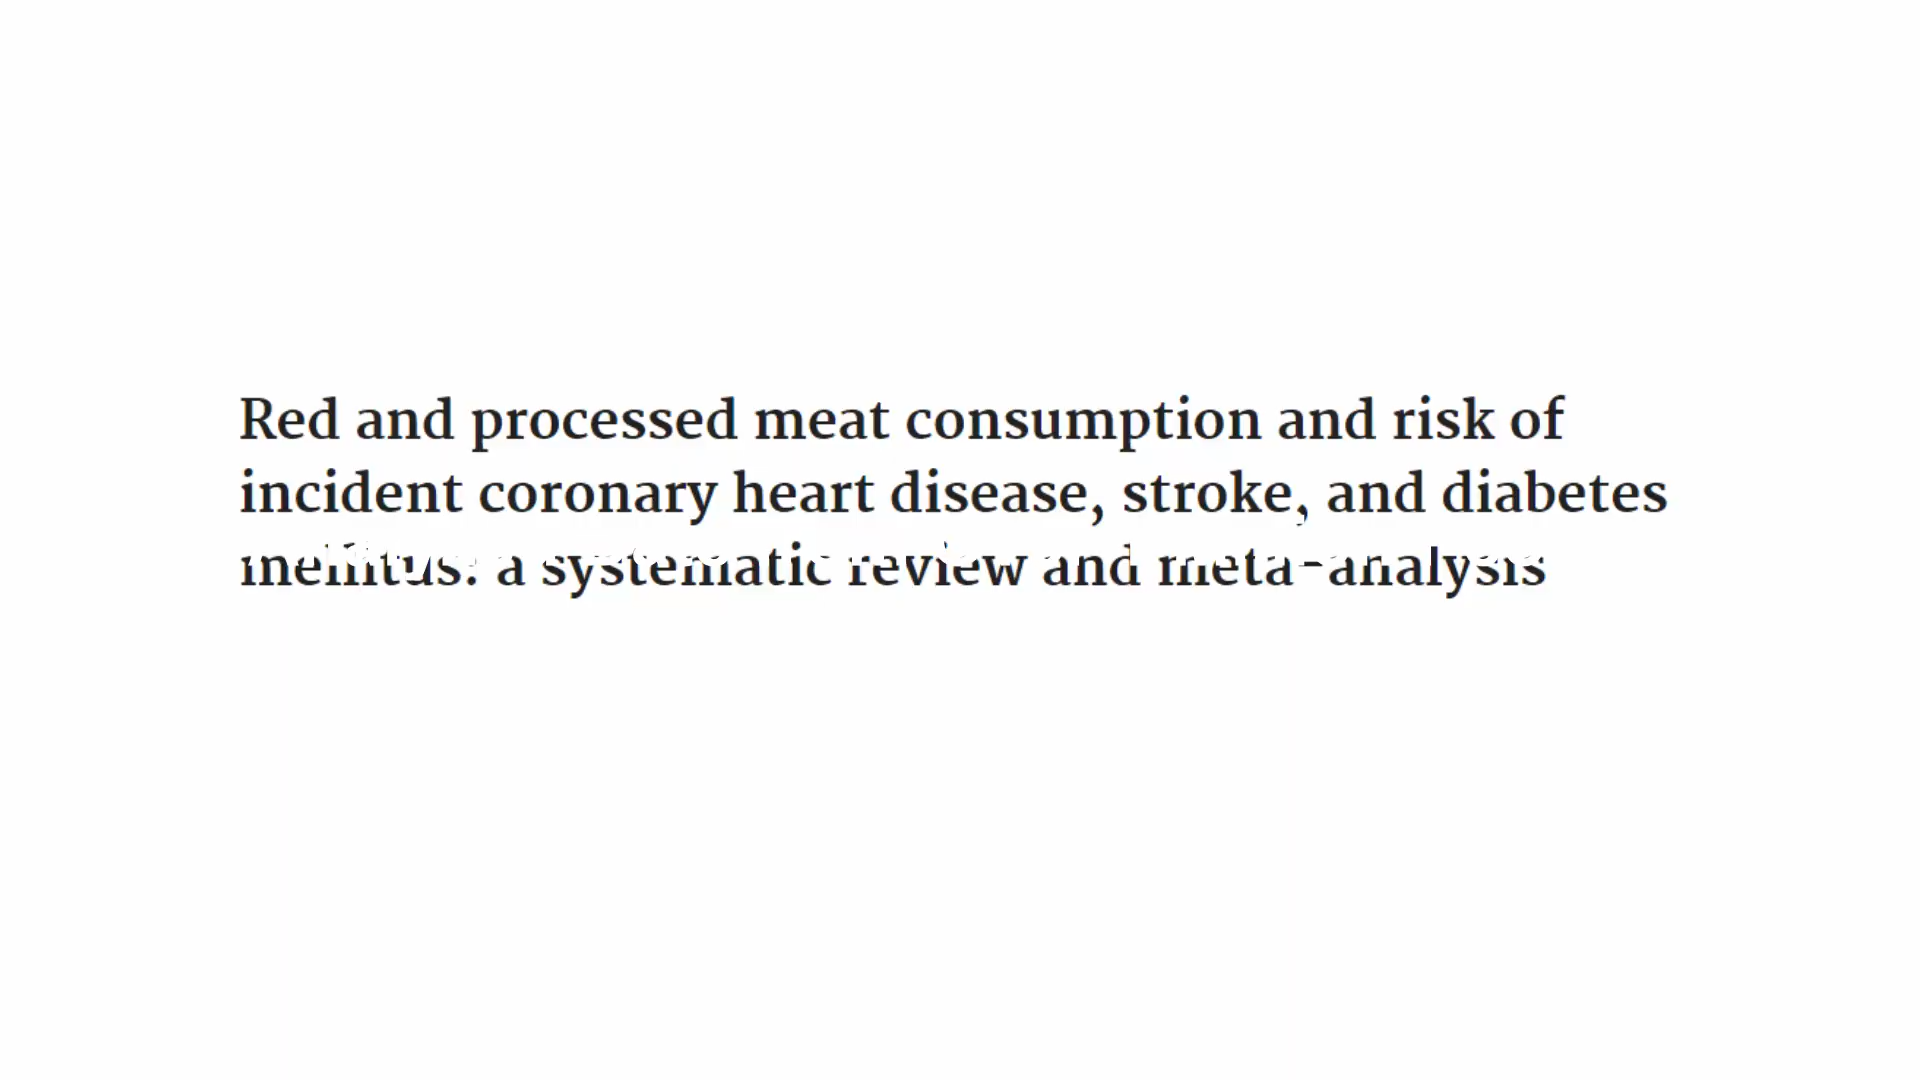 Red and processed meat consumption and risk of
incident coronary heart disease, stroke, and diabetes
mellitus: a systematic review and meta-analysis